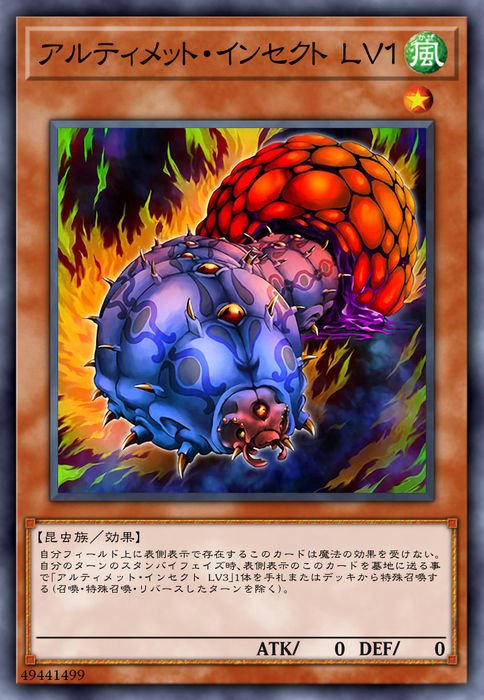 アルティメット・インセクト LV1
かぜ
風
【昆虫族／効果】
自分フィールド上に表側表示で存在するこのカードは魔法の効果を受けない。
自分のターンのスタンバイフェイズ時、表側表示のこのカードを墓地に送る事
で「アルティメット・インセクト LV3」1体を手札またはデッキから特殊召喚す
る（召喚・特殊召喚・リバースしたターンを除く）。
ATK/ 0 DEF/ 0
49441499